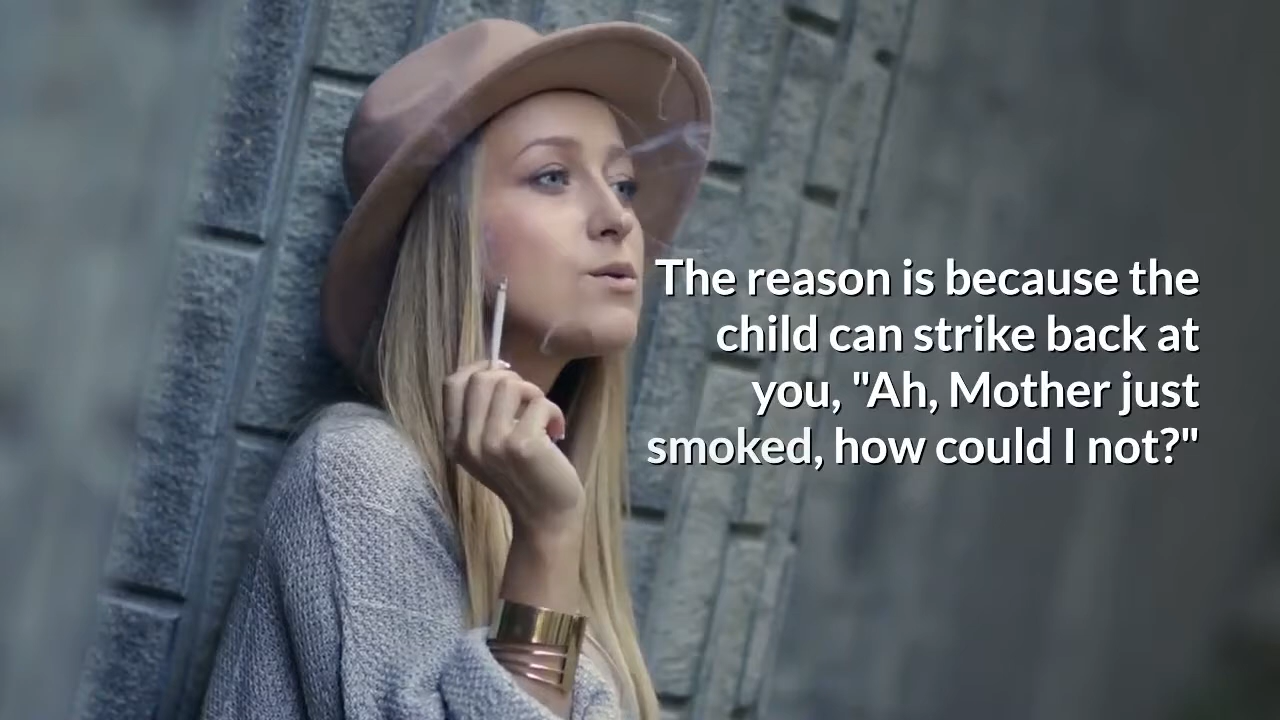 The reason is because the
child can strike back at
you, "Ah, Mother just
smoked, how could I not?"